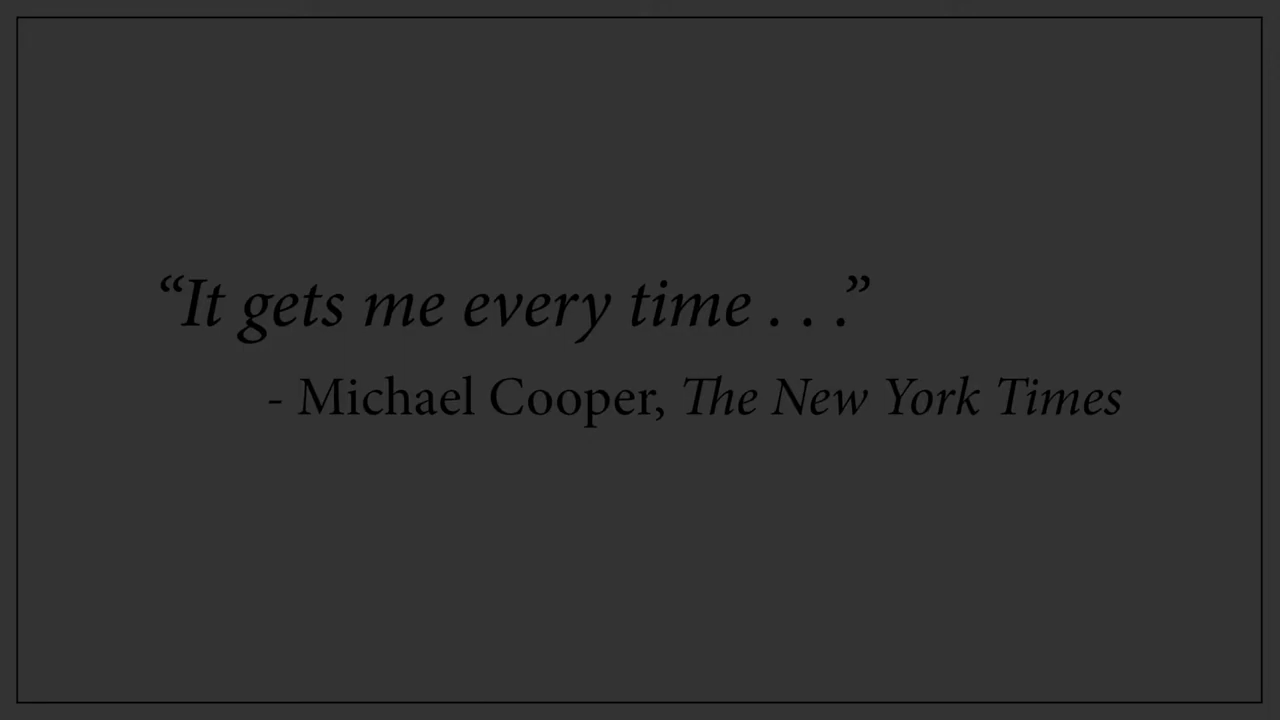 “It gets me every time . . .”
- Michael Cooper, The New York Times